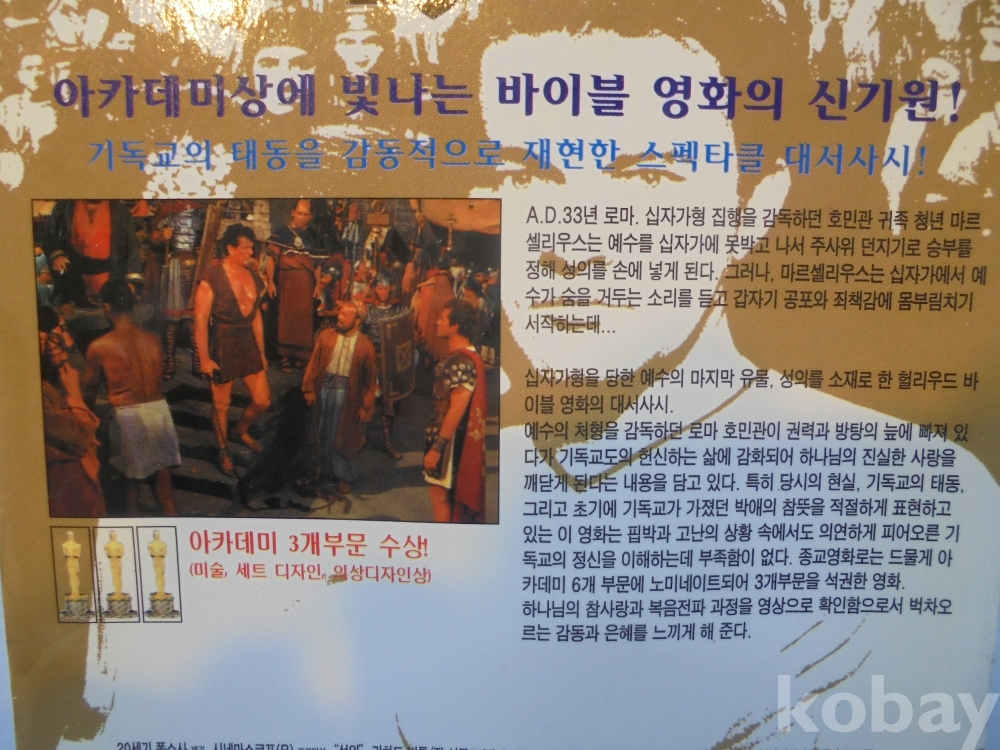 아카데미상에 빛나는 바이블 영화의 신기원!
기독교의 태동을 감동적으로 재현한 스펙타클 대서사시!
A.D.33년 로마. 십자가형 집행을 감독하던 호민관 귀족 청년 마르
셀리우스는 예수를 십자가에 못박고 나서 주사위 던지기로 승부를
정해 성의를 손에 넣게 된다. 그러나, 마르셀리우스는 십자가에서 예
수가 숨을 거두는 소리를 듣고 갑자기 공포와 죄책감에 몸부림치기
시작하는데...
십자가형을 당한 예수의 마지막 유물, 성의를 소재로 한 헐리우드 바
이블 영화의 대서사시.
예수의 처형을 감독하던 로마 호민관이 권력과 방탕의 늪에 빠져 있
다가 기독교도의 헌신하는 삶에 감화되어 하나님의 진실한 사랑을
깨닫게 된다는 내용을 담고 있다. 특히 당시의 현실, 기독교의 태동,
그리고 초기에 기독교가 가졌던 박애의 참뜻을 적절하게 표현하고
있는 이 영화는 핍박과 고난의 상황 속에서도 의연하게 피어오른 기
독교의 정신을 이해하는데 부족함이 없다. 종교영화로는 드물게 아
카데미 6개 부문에 노미네이트되어 3개부문을 석권한 영화.
하나님의 참사랑과 복음전파 과정을 영상으로 확인함으로서 벅차오
르는 감동과 은혜를 느끼게 해 준다.
아카데미 3개부문 수상!
(미술, 세트 디자인, 의상디자인상)
20세기 폭스사 시네마스코프(R) "성의"
kobay